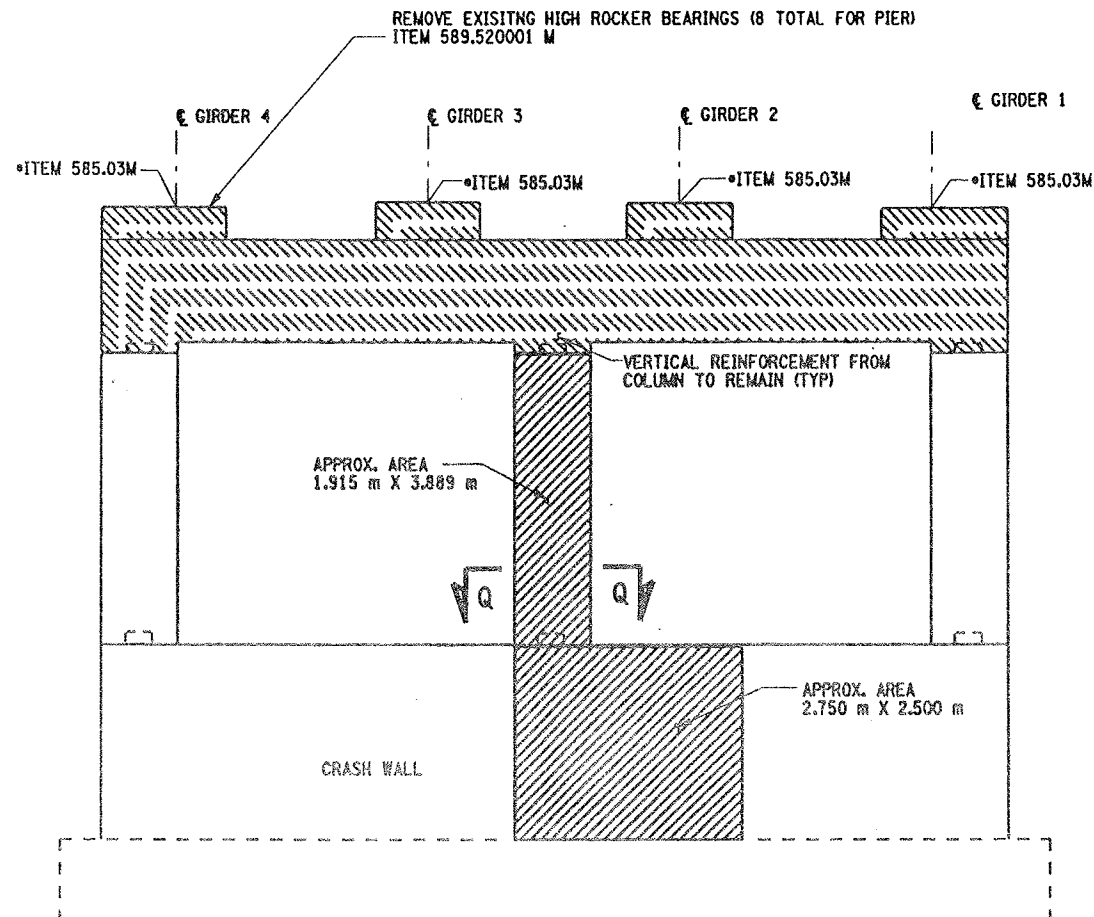 REMOVE EXISITNG HIGH ROCKER BEARINGS (8 TOTAL FOR PIER)
ITEM 589.520001 M
℄ GIRDER 4
℄ GIRDER 3
℄ GIRDER 2
℄ GIRDER 1
*ITEM 585.03M
*ITEM 585.03M
*ITEM 585.03M
*ITEM 585.03M
VERTICAL REINFORCEMENT FROM
COLUMN TO REMAIN (TYP)
APPROX. AREA
1.915 m X 3.889 m
Q
Q
APPROX. AREA
2.750 m X 2.500 m
CRASH WALL